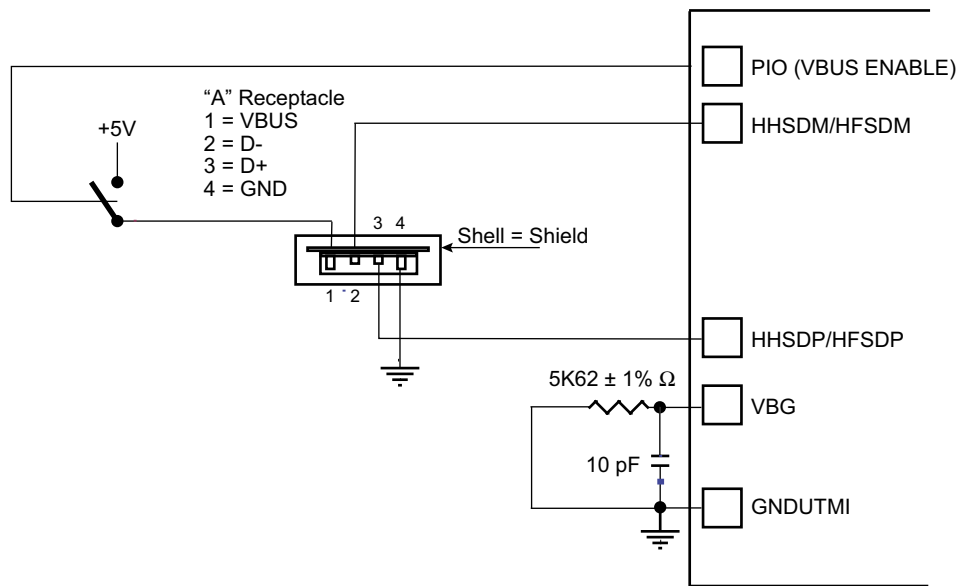 PIO (VBUS ENABLE)
“A” Receptacle
1 = VBUS
2 = D-
3 = D+
4 = GND
+5V
HHSDM/HFSDM
3 4
Shell = Shield
1 2
HHSDP/HFSDP
5K62 ± 1% Ω
VBG
10 pF
GNDUTMI